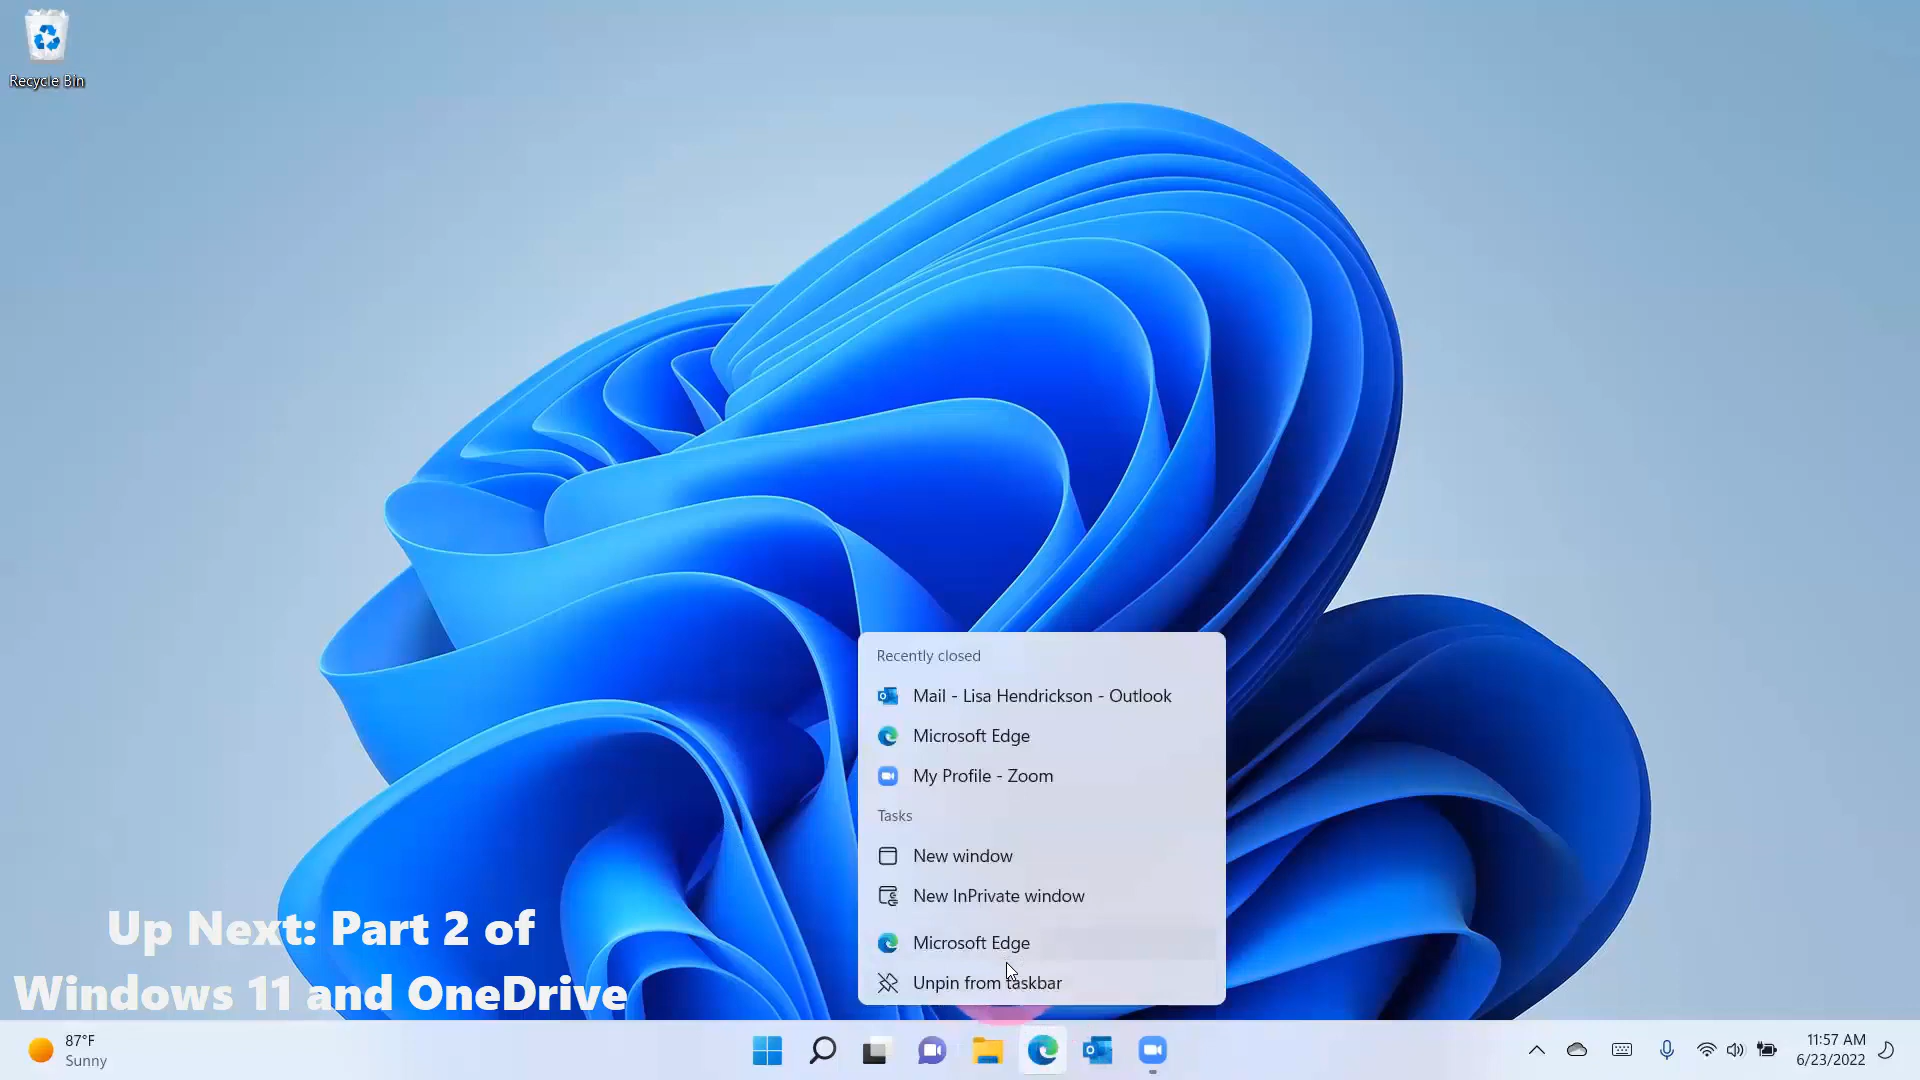 Recycle Bin
Recently closed
Mail - Lisa Hendrickson - Outlook
Microsoft Edge
My Profile - Zoom
Tasks
New window
New InPrivate window
Microsoft Edge
Unpin from taskbar
Up Next: Part 2 of
Windows 11 and OneDrive
87°F
Sunny
11:57 AM
6/23/2022